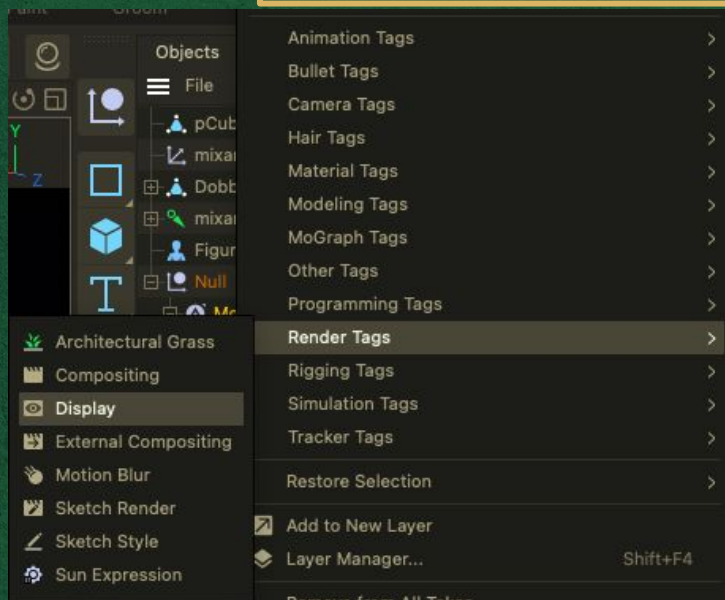 Objects
File
pCub
mixar
Dobb
mixar
Figur
Null
Y
Z
Animation Tags
Bullet Tags
Camera Tags
Hair Tags
Material Tags
Modeling Tags
MoGraph Tags
Other Tags
Programming Tags
Render Tags
Rigging Tags
Simulation Tags
Tracker Tags
Restore Selection
Add to New Layer
Layer Manager... Shift+F4
Architectural Grass
Compositing
Display
External Compositing
Motion Blur
Sketch Render
Sketch Style
Sun Expression